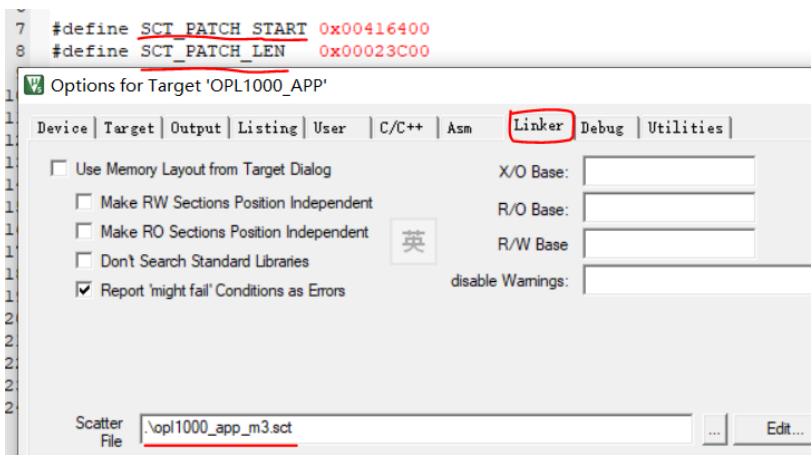 7 #define SCT_PATCH_START 0x00416400
8 #define SCT_PATCH_LEN 0x00023C00
Options for Target 'OPL1000_APP'
Device Target Output Listing User C/C++ Asm Linker Debug Utilities
Use Memory Layout from Target Dialog X/O Base:
Make RW Sections Position Independent R/O Base:
Make RO Sections Position Independent 英 R/W Base
Don't Search Standard Libraries disable Warnings:
Report 'might fail' Conditions as Errors
Scatter File .\opl1000_app_m3.sct ... Edit...